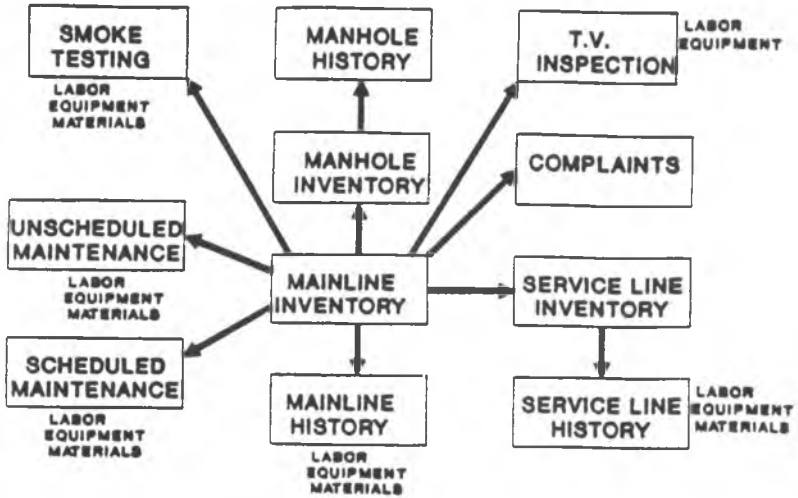 SMOKE
TESTING
LABOR
EQUIPMENT
MATERIALS
MANHOLE
HISTORY
T.V.
INSPECTION
LABOR
EQUIPMENT
MANHOLE
INVENTORY
COMPLAINTS
UNSCHEDULED
MAINTENANCE
LABOR
EQUIPMENT
MATERIALS
MAINLINE
INVENTORY
SERVICE LINE
INVENTORY
SCHEDULED
MAINTENANCE
LABOR
EQUIPMENT
MATERIALS
MAINLINE
HISTORY
LABOR
EQUIPMENT
MATERIALS
SERVICE LINE
HISTORY
LABOR
EQUIPMENT
MATERIALS